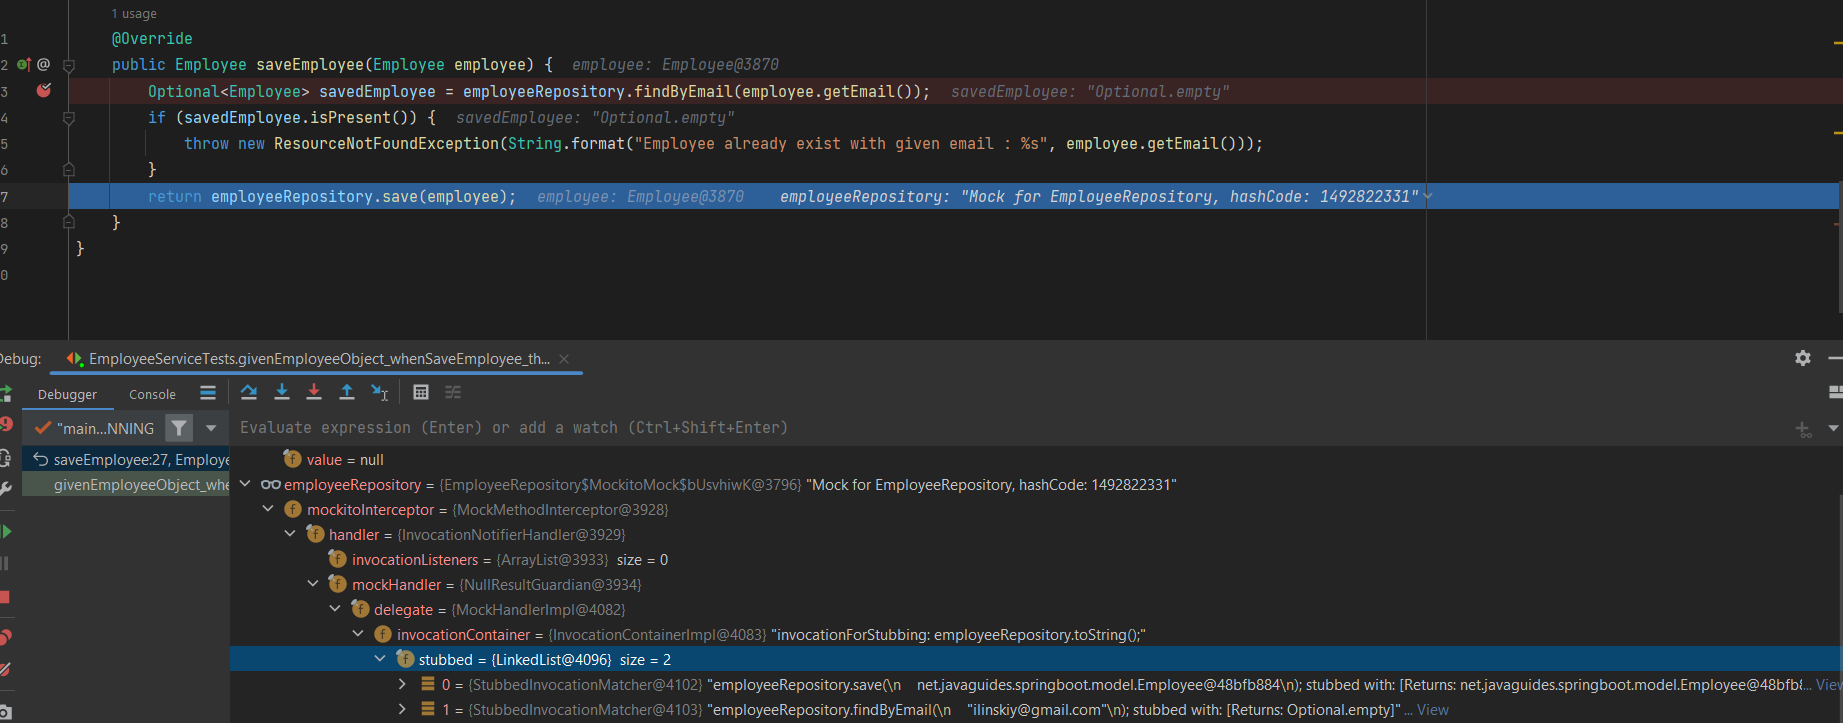 1 usage
1 @Override
2 @ public Employee saveEmployee(Employee employee) { employee: Employee@3870
3 Optional<Employee> savedEmployee = employeeRepository.findByEmail(employee.getEmail()); savedEmployee: "Optional.empty"
4 if (savedEmployee.isPresent()) { savedEmployee: "Optional.empty"
5 throw new ResourceNotFoundException(String.format("Employee already exist with given email : %s", employee.getEmail()));
6 }
7 return employeeRepository.save(employee); employee: Employee@3870 employeeRepository: "Mock for EmployeeRepository, hashCode: 1492822331"
8 }
9 }
0
Debug: EmployeeServiceTests.givenEmployeeObject_whenSaveEmployee_th...
Debugger Console
"main...NNING Evaluate expression (Enter) or add a watch (Ctrl+Shift+Enter)
saveEmployee:27, Employe
givenEmployeeObject_whe
value = null
employeeRepository = {EmployeeRepository$MockitoMock$bUsvhiwK@3796} "Mock for EmployeeRepository, hashCode: 1492822331"
mockitoInterceptor = {MockMethodInterceptor@3928}
handler = {InvocationNotifierHandler@3929}
invocationListeners = {ArrayList@3933} size = 0
mockHandler = {NullResultGuardian@3934}
delegate = {MockHandlerImpl@4082}
invocationContainer = {InvocationContainerImpl@4083} "invocationForStubbing: employeeRepository.toString();"
stubbed = {LinkedList@4096} size = 2
0 = {StubbedInvocationMatcher@4102} "employeeRepository.save(\n net.javaguides.springboot.model.Employee@48bfb884\n); stubbed with: [Returns: net.javaguides.springboot.model.Employee@48bfb8... View
1 = {StubbedInvocationMatcher@4103} "employeeRepository.findByEmail(\n "ilinskiy@gmail.com"\n); stubbed with: [Returns: Optional.empty]" ... View